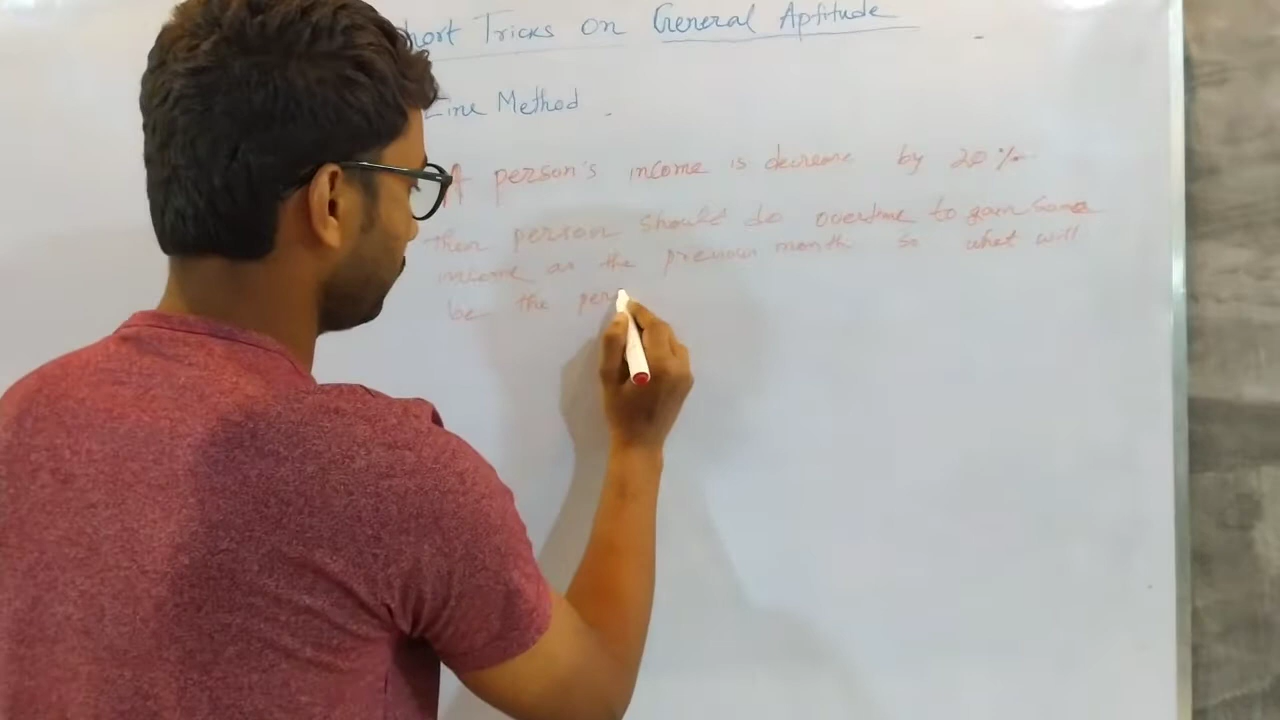 hort Tricks on General Aptitude
Line Method
A person's income is decrease by 20%
Then person should do overtime to gain same
income as the previous month so what will
be the per